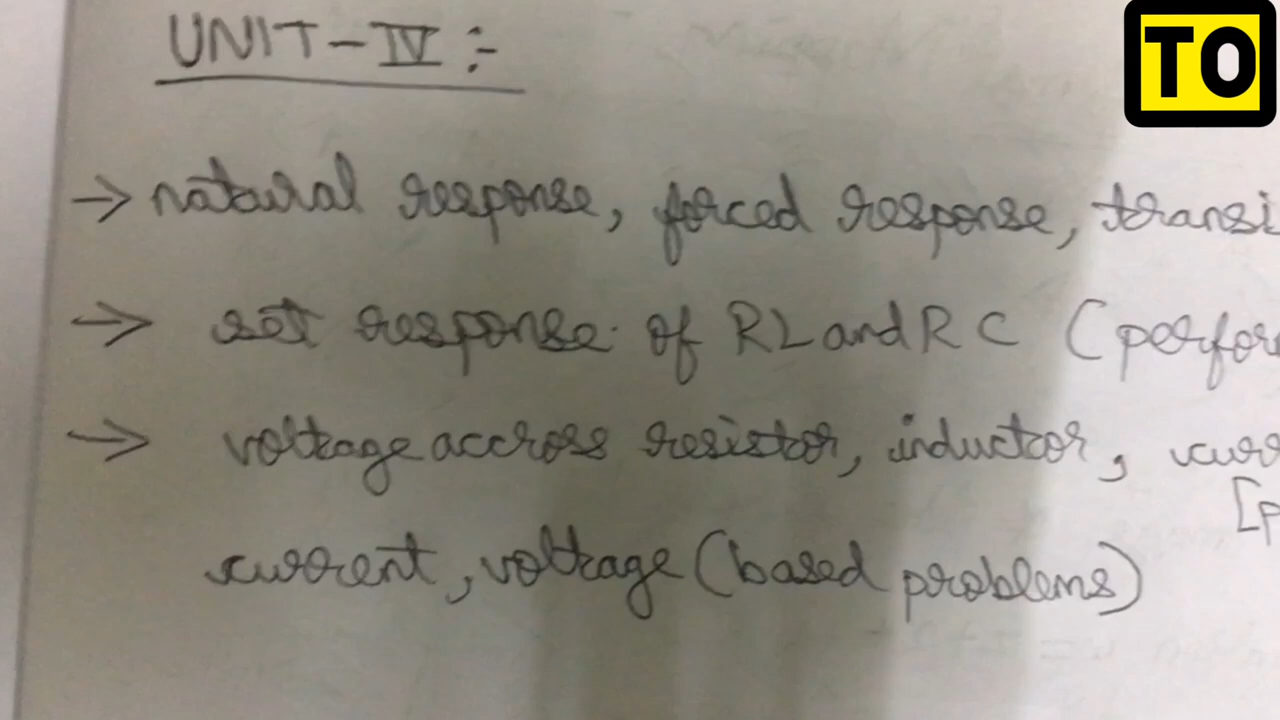 UNIT-IV :-
TO
→ natural response, forced response, transi
→ set response of RL and RC (perfor
→ voltage accross resistor, inductor, curr
[p
current, voltage (based problems)